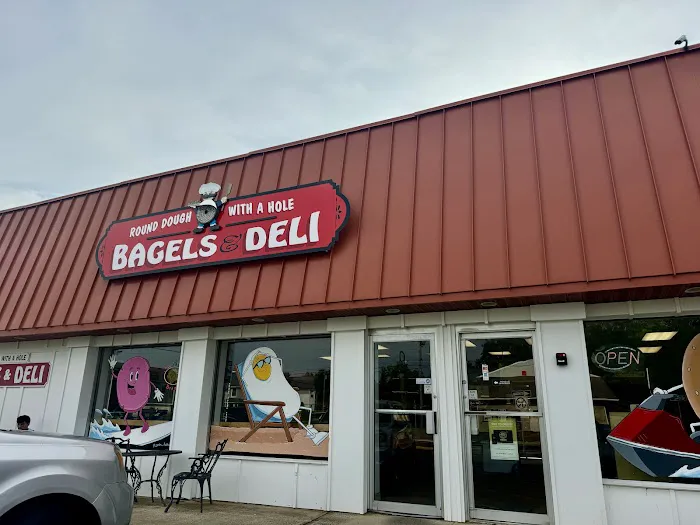 ROUND DOUGH WITH A HOLE
BAGELS & DELI
WITH A HOLE
& DELI
OPEN